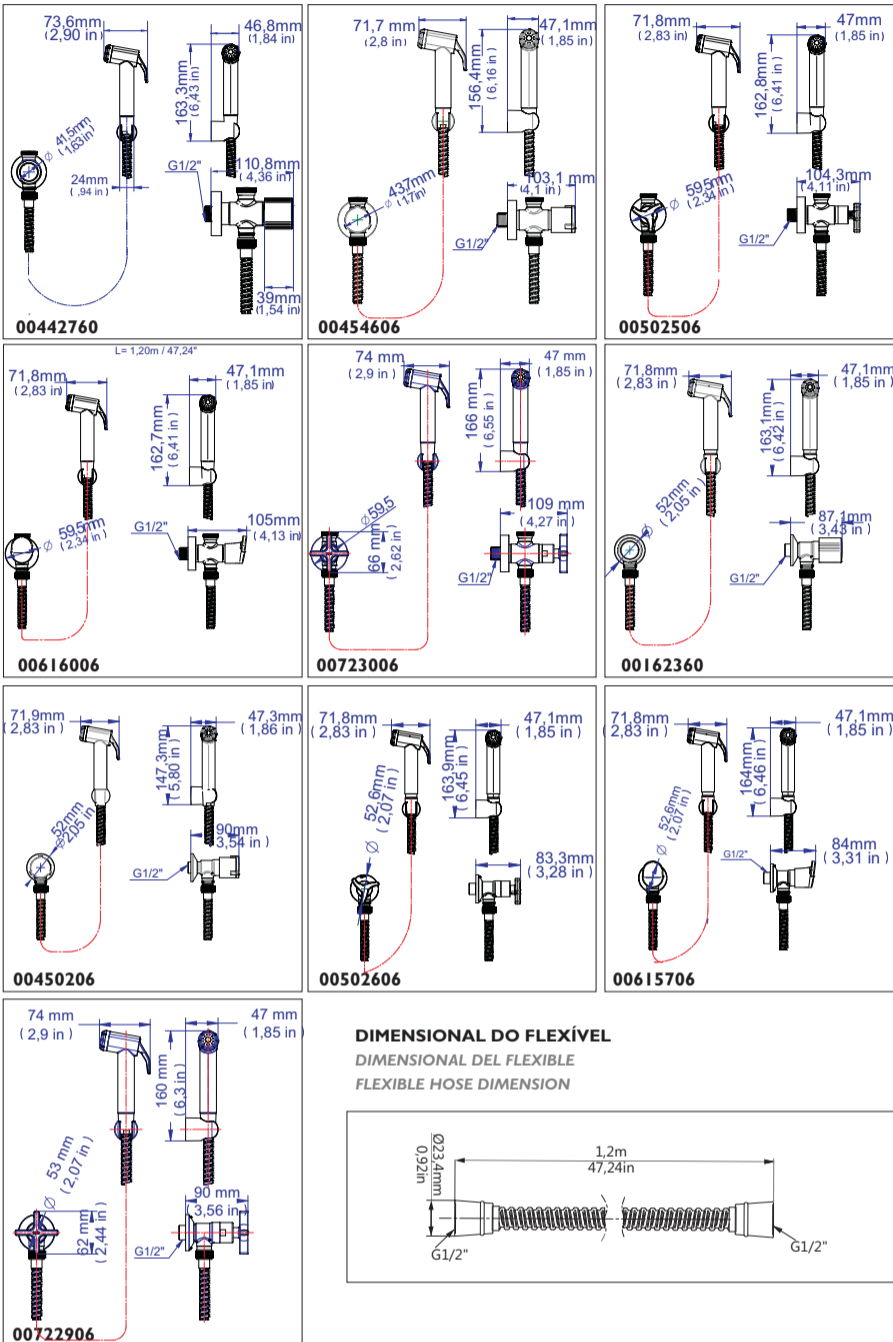 73,6mm
(2,90 in)
46,8mm
(1,84 in)
163,3mm
(6,43 in)
Ø 41,5mm
(1,63in)
24mm
(,94 in)
G1/2"
110,8mm
(4,36 in)
39mm
(1,54 in)
00442760
71,7 mm
(2,8 in)
47,1mm
(1,85 in)
156,4mm
(6,16 in)
Ø 43,7mm
(1,7in)
103,1 mm
(4,1 in)
G1/2"
00454606
71,8mm
(2,83 in)
47mm
(1,85 in)
162,8mm
(6,41 in)
Ø 59,5mm
(2,34 in)
104,3mm
(4,11 in)
G1/2"
00502506
L= 1,20m / 47,24"
71,8mm
(2,83 in)
47,1mm
(1,85 in)
162,7mm
(6,41 in)
Ø 59,5mm
(2,34 in)
G1/2"
105mm
(4,13 in)
00616006
74 mm
(2,9 in)
47 mm
(1,85 in)
166 mm
(6,55 in)
Ø59,5
66 mm
(2,62 in)
109 mm
(4,27 in)
G1/2"
00723006
71,8mm
(2,83 in)
47,1mm
(1,85 in)
163,1mm
(6,42 in)
Ø 52mm
(2,05 in)
87,1mm
(3,43 in)
G1/2"
00162360
71,9mm
(2,83 in)
47,3mm
(1,86 in)
147,3mm
(5,80 in)
Ø 52mm
2,05 in)
90mm
3,54 in)
G1/2"
00450206
71,8mm
(2,83 in)
47,1mm
(1,85 in)
163,9mm
(6,45 in)
Ø 52,6mm
(2,07 in)
83,3mm
(3,28 in)
00502606
71,8mm
(2,83 in)
47,1mm
(1,85 in)
164mm
(6,46 in)
Ø 52,6mm
(2,07 in)
G1/2"
84mm
(3,31 in)
00615706
74 mm
(2,9 in)
47 mm
(1,85 in)
160 mm
(6,3 in)
Ø 53 mm
(2,07 in)
62 mm
(2,44 in)
90 mm
(3,56 in)
G1/2"
00722906
DIMENSIONAL DO FLEXÍVEL
DIMENSIONAL DEL FLEXIBLE
FLEXIBLE HOSE DIMENSION
Ø23,4mm
0,92in
1,2m
47,24in
G1/2"
G1/2"